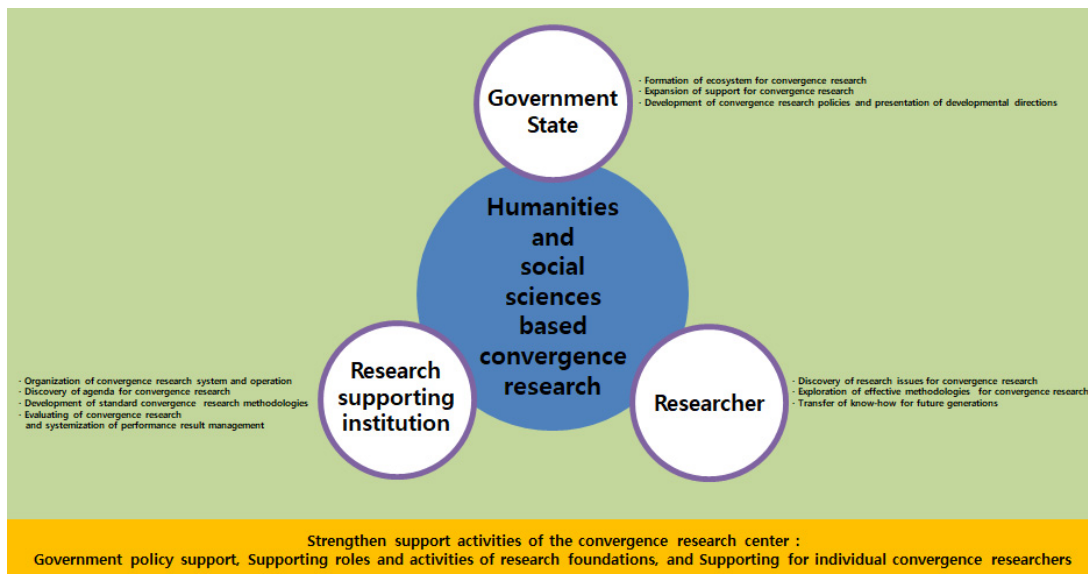 Government
State
· Formation of ecosystem for convergence research
· Expansion of support for convergence research
· Development of convergence research policies and presentation of developmental directions
Humanities
and
social
sciences
based
convergence
research
Research
supporting
institution
· Organization of convergence research system and operation
· Discovery of agenda for convergence research
· Development of standard convergence research methodologies
· Evaluating of convergence research
and systemization of performance result management
Researcher
· Discovery of research issues for convergence research
· Exploration of effective methodologies for convergence research
· Transfer of know-how for future generations
Strengthen support activities of the convergence research center :
Government policy support, Supporting roles and activities of research foundations, and Supporting for individual convergence researchers